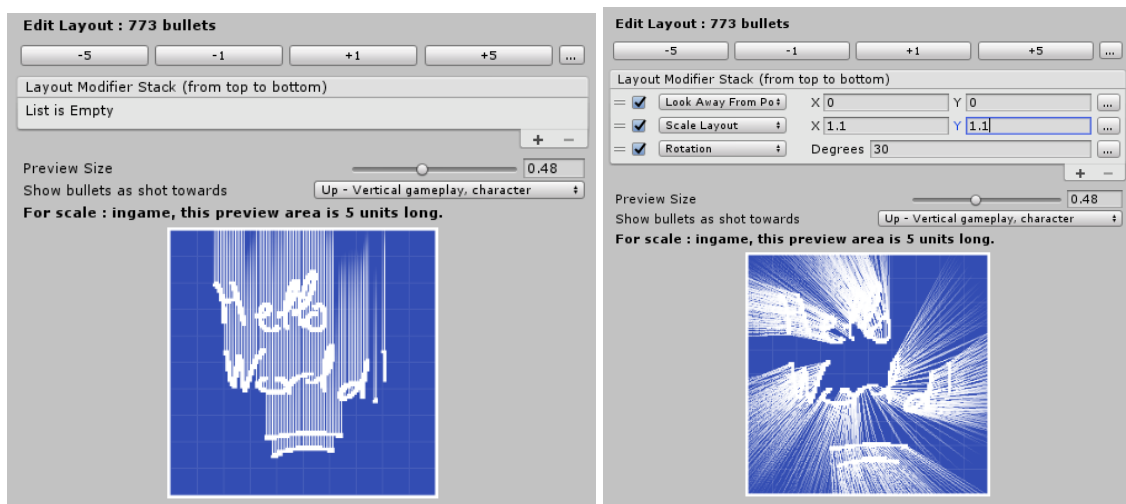 Edit Layout : 773 bullets
-5 -1 +1 +5 ...
Layout Modifier Stack (from top to bottom)
List is Empty
+ −
Preview Size 0.48
Show bullets as shot towards Up - Vertical gameplay, character
For scale : ingame, this preview area is 5 units long.
Hello
World!
Edit Layout : 773 bullets
-5 -1 +1 +5 ...
Layout Modifier Stack (from top to bottom)
Look Away From Po X 0 Y 0 ...
Scale Layout X 1.1 Y 1.1 ...
Rotation Degrees 30 ...
+ −
Preview Size 0.48
Show bullets as shot towards Up - Vertical gameplay, character
For scale : ingame, this preview area is 5 units long.
Hello
World!